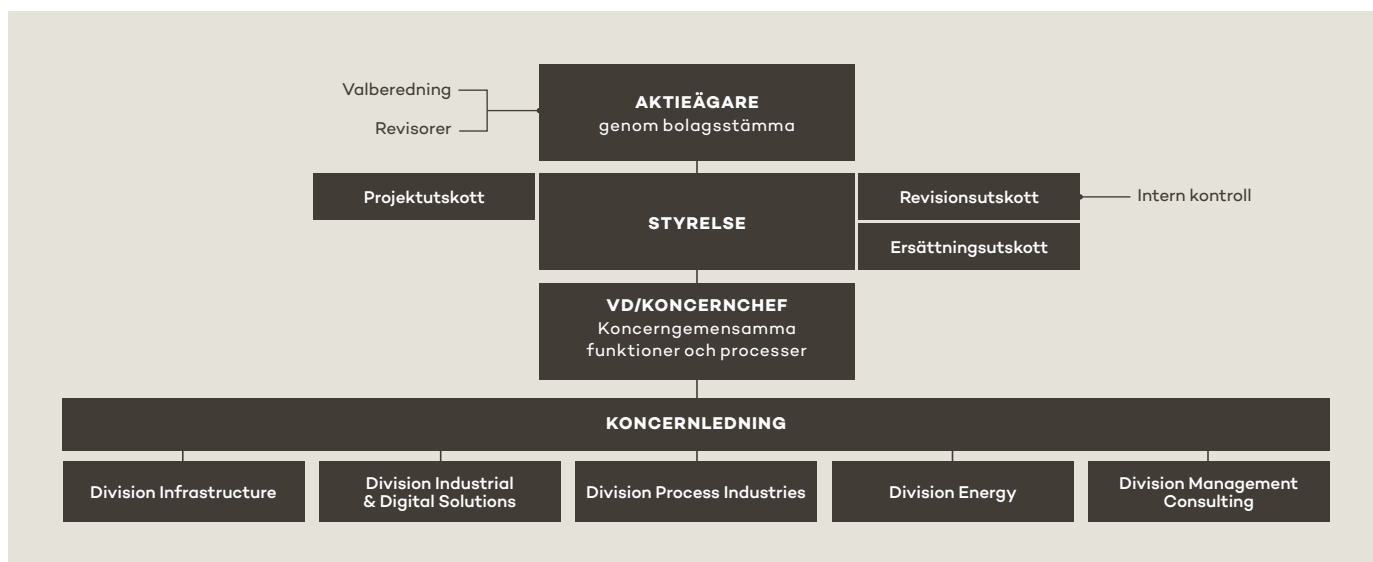 Valberedning
Revisorer
AKTIEÄGARE
genom bolagsstämma
Projektutskott
STYRELSE
Revisionsutskott
Intern kontroll
Ersättningsutskott
VD/KONCERNCHEF
Koncerngemensamma
funktioner och processer
KONCERNLEDNING
Division Infrastructure
Division Industrial
& Digital Solutions
Division Process Industries
Division Energy
Division Management
Consulting